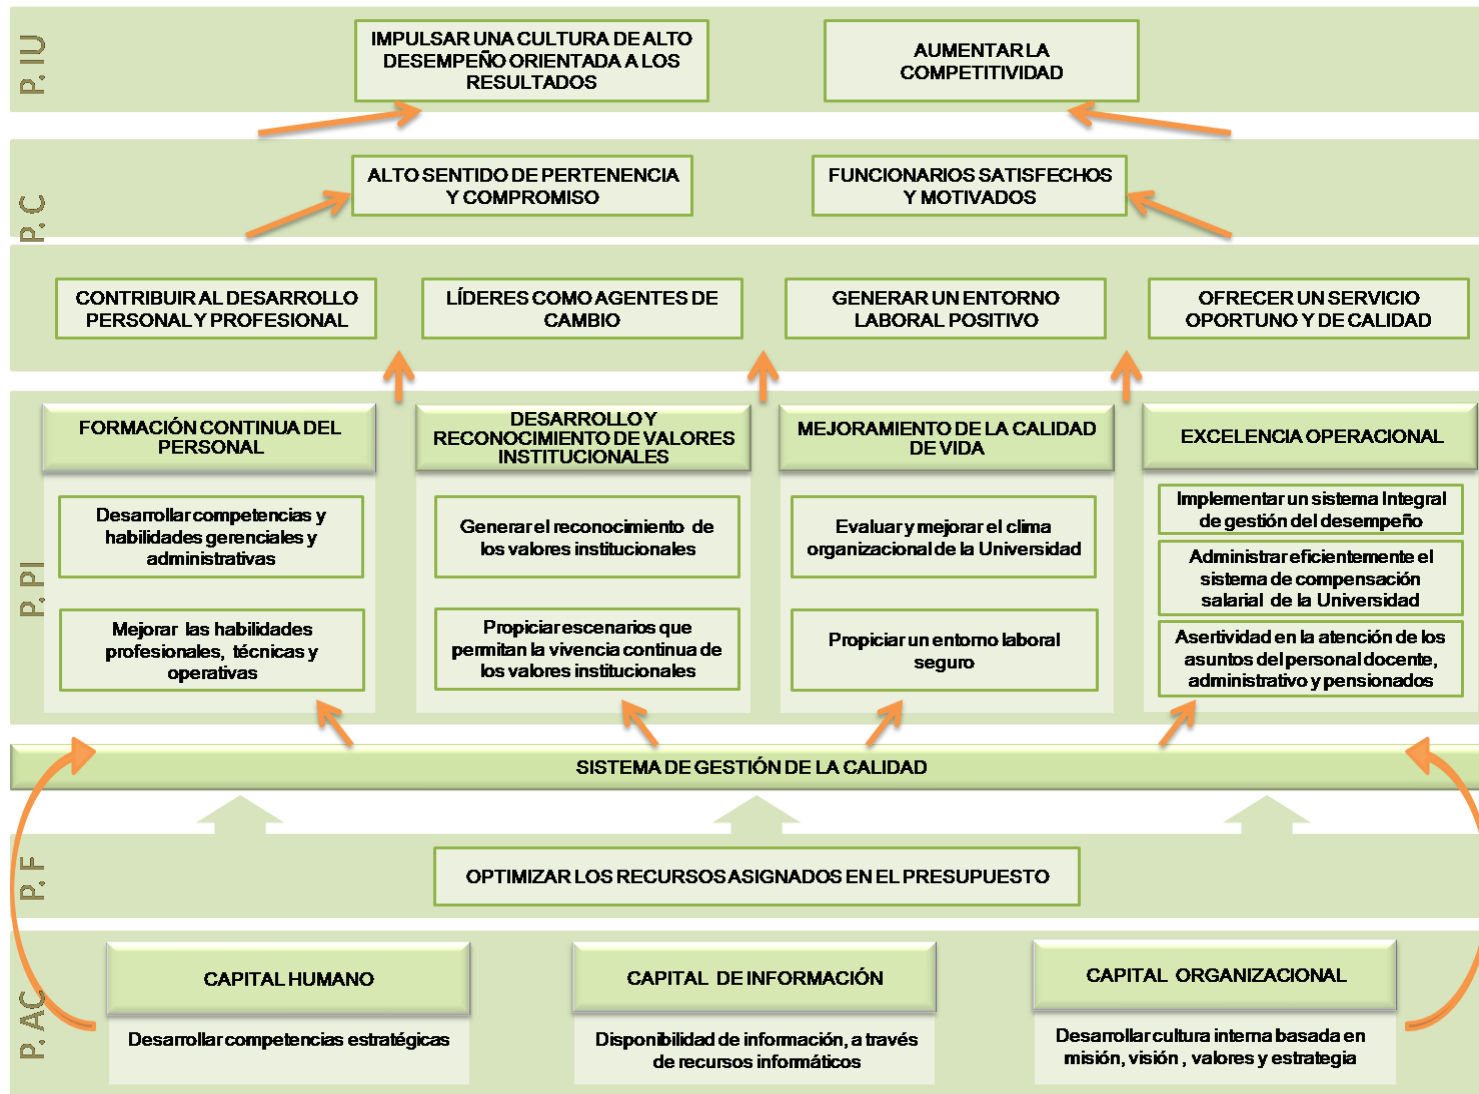 P. IU
IMPULSAR UNA CULTURA DE ALTO
DESEMPEÑO ORIENTADA A LOS
RESULTADOS
AUMENTAR LA
COMPETITIVIDAD
P. C
ALTO SENTIDO DE PERTENENCIA
Y COMPROMISO
FUNCIONARIOS SATISFECHOS
Y MOTIVADOS
CONTRIBUIR AL DESARROLLO
PERSONAL Y PROFESIONAL
LÍDERES COMO AGENTES DE
CAMBIO
GENERAR UN ENTORNO
LABORAL POSITIVO
OFRECER UN SERVICIO
OPORTUNO Y DE CALIDAD
P. PI
FORMACIÓN CONTINUA DEL
PERSONAL
Desarrollar competencias y
habilidades gerenciales y
administrativas
Mejorar las habilidades
profesionales, técnicas y
operativas
DESARROLLO Y
RECONOCIMIENTO DE VALORES
INSTITUCIONALES
Generar el reconocimiento de
los valores institucionales
Propiciar escenarios que
permitan la vivencia continua de
los valores institucionales
MEJORAMIENTO DE LA CALIDAD
DE VIDA
Evaluar y mejorar el clima
organizacional de la Universidad
Propiciar un entorno laboral
seguro
EXCELENCIA OPERACIONAL
Implementar un sistema Integral
de gestión del desempeño
Administrar eficientemente el
sistema de compensación
salarial de la Universidad
Asertividad en la atención de los
asuntos del personal docente,
administrativo y pensionados
SISTEMA DE GESTIÓN DE LA CALIDAD
P. F
OPTIMIZAR LOS RECURSOS ASIGNADOS EN EL PRESUPUESTO
P. AC
CAPITAL HUMANO
Desarrollar competencias estratégicas
CAPITAL DE INFORMACIÓN
Disponibilidad de información, a través
de recursos informáticos
CAPITAL ORGANIZACIONAL
Desarrollar cultura interna basada en
misión, visión , valores y estrategia